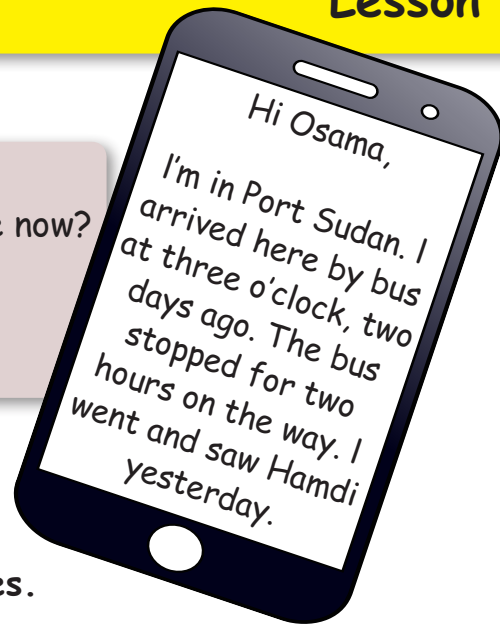 Lesson
now?
Hi Osama,
I'm in Port Sudan. I
arrived here by bus
at three o'clock, two
days ago. The bus
stopped for two
hours on the way. I
went and saw Hamdi
yesterday.
es.